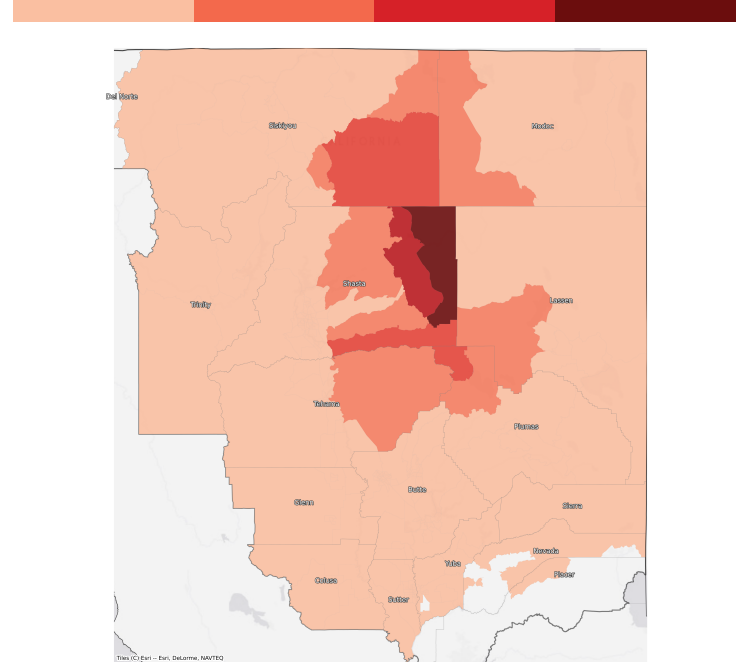 Del Norte
Siskiyou
Modoc
Shasta
Lassen
Trinity
Tehama
Plumas
Butte
Glenn
Sierra
Nevada
Yuba
Placer
Colusa
Sutter
Tiles (C) Esri -- Esri, DeLorme, NAVTEQ